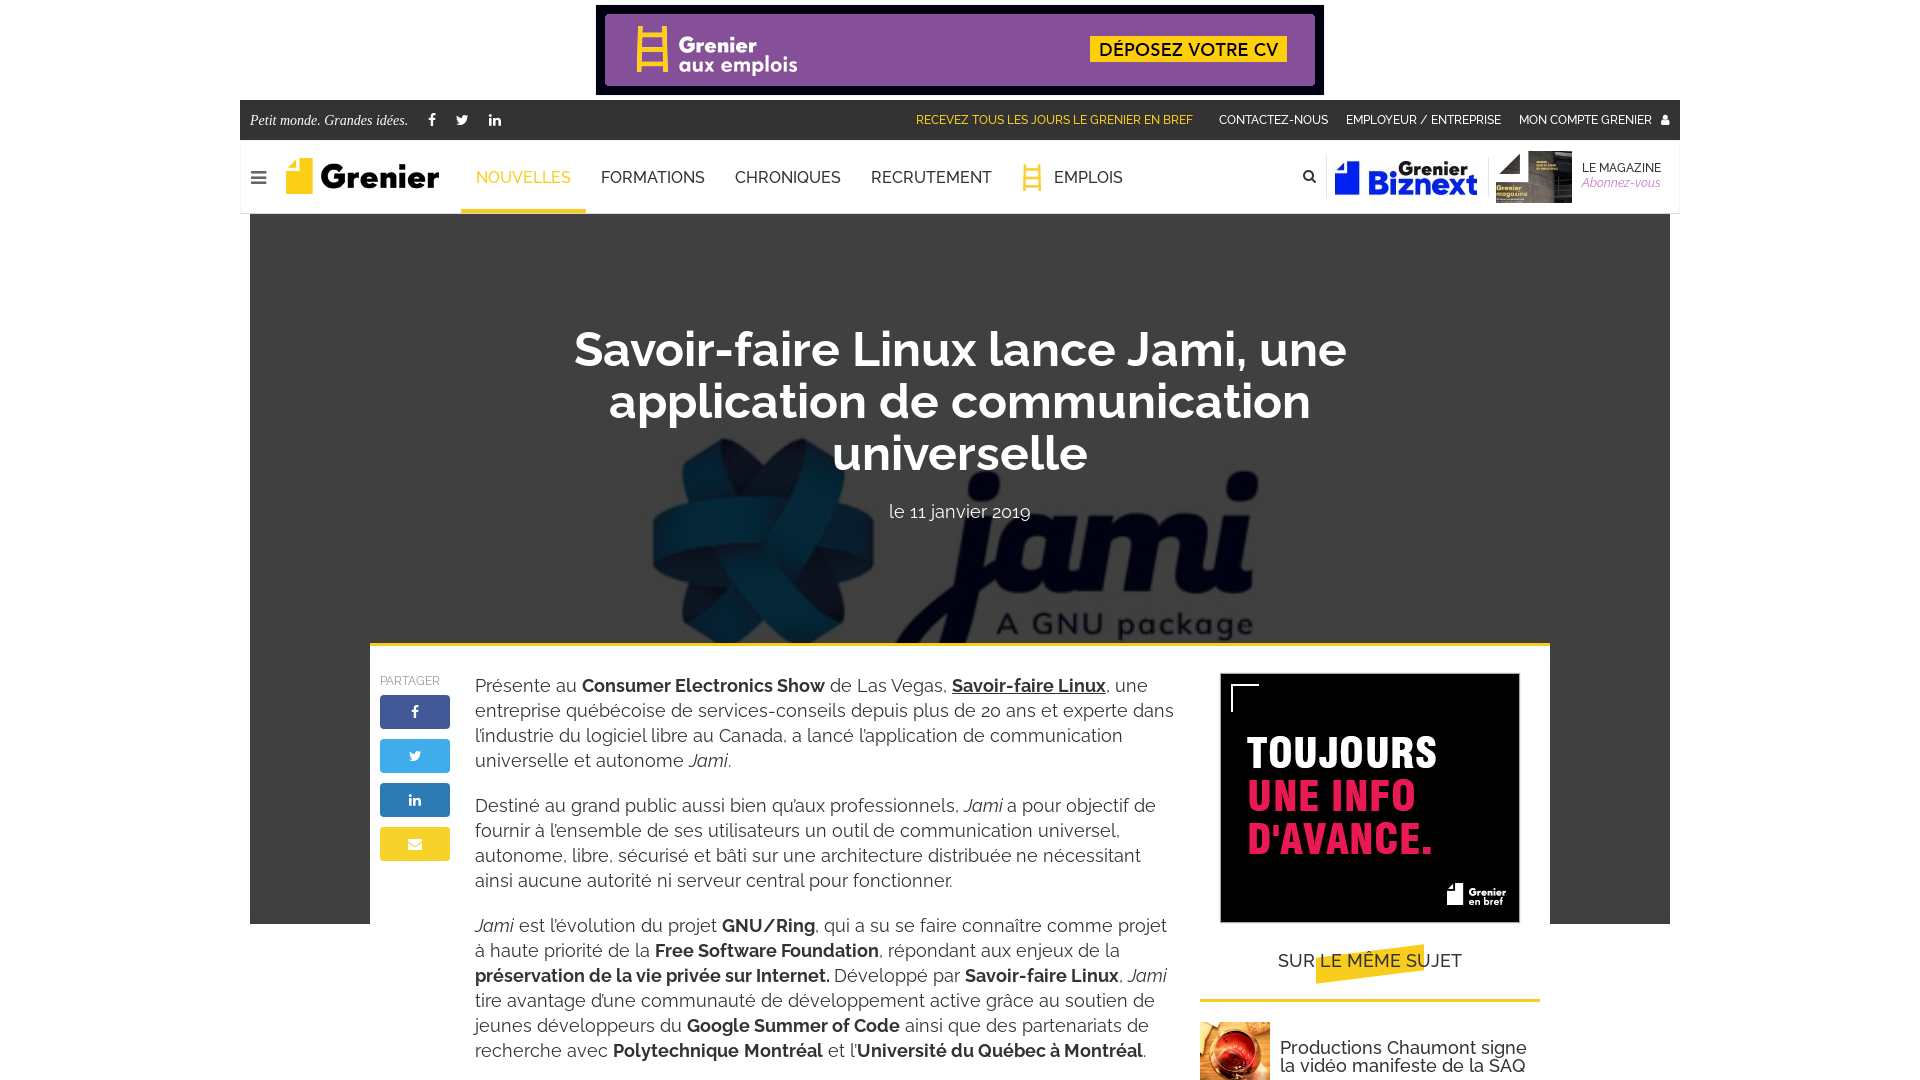 Grenier
aux emplois
DÉPOSEZ VOTRE CV
Petit monde. Grandes idées.
RECEVEZ TOUS LES JOURS LE GRENIER EN BREF
CONTACTEZ-NOUS
EMPLOYEUR / ENTREPRISE
MON COMPTE GRENIER
Grenier
NOUVELLES
FORMATIONS
CHRONIQUES
RECRUTEMENT
EMPLOIS
Grenier
Biznext
Grenier
magazine
LE MAGAZINE
Abonnez-vous
Savoir-faire Linux lance Jami, une
application de communication
universelle
le 11 janvier 2019
jami
A GNU package
PARTAGER
Présente au Consumer Electronics Show de Las Vegas, Savoir-faire Linux, une
entreprise québécoise de services-conseils depuis plus de 20 ans et experte dans
l’industrie du logiciel libre au Canada, a lancé l’application de communication
universelle et autonome Jami.
Destiné au grand public aussi bien qu’aux professionnels, Jami a pour objectif de
fournir à l’ensemble de ses utilisateurs un outil de communication universel,
autonome, libre, sécurisé et bâti sur une architecture distribuée ne nécessitant
ainsi aucune autorité ni serveur central pour fonctionner.
Jami est l’évolution du projet GNU/Ring, qui a su se faire connaître comme projet
à haute priorité de la Free Software Foundation, répondant aux enjeux de la
préservation de la vie privée sur Internet. Développé par Savoir-faire Linux, Jami
tire avantage d’une communauté de développement active grâce au soutien de
jeunes développeurs du Google Summer of Code ainsi que des partenariats de
recherche avec Polytechnique Montréal et l’Université du Québec à Montréal.
TOUJOURS
UNE INFO
D'AVANCE.
Grenier
en bref
SUR LE MÊME SUJET
Productions Chaumont signe
la vidéo manifeste de la SAQ